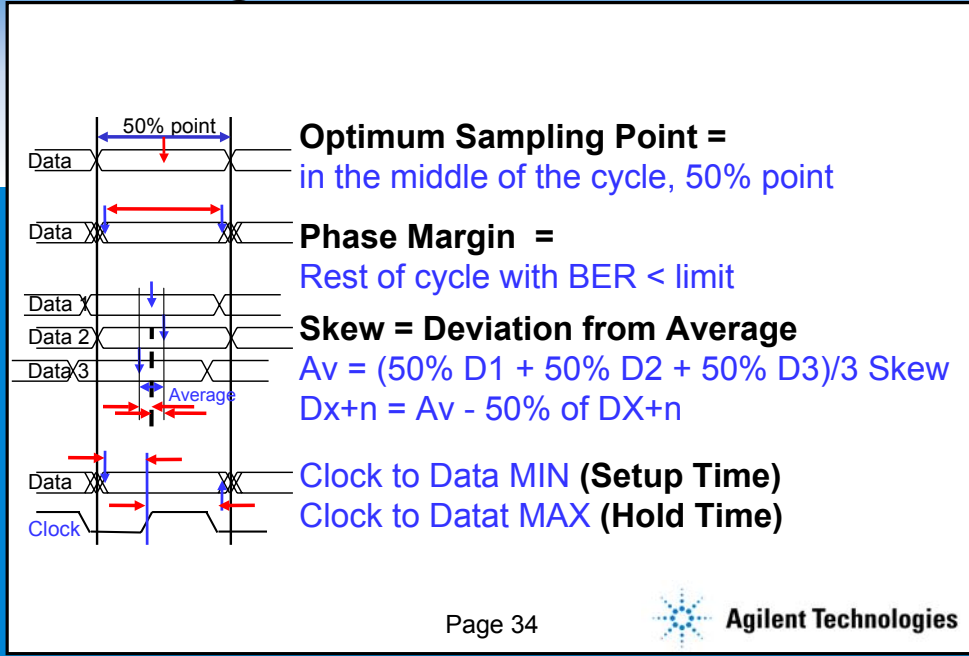 50% point
Data
Optimum Sampling Point =
in the middle of the cycle, 50% point
Data
Phase Margin =
Rest of cycle with BER < limit
Data 1
Data 2
Data 3
Average
Skew = Deviation from Average
Av = (50% D1 + 50% D2 + 50% D3)/3 Skew
Dx+n = Av - 50% of DX+n
Data
Clock
Clock to Data MIN (Setup Time)
Clock to Datat MAX (Hold Time)
Page 34
Agilent Technologies